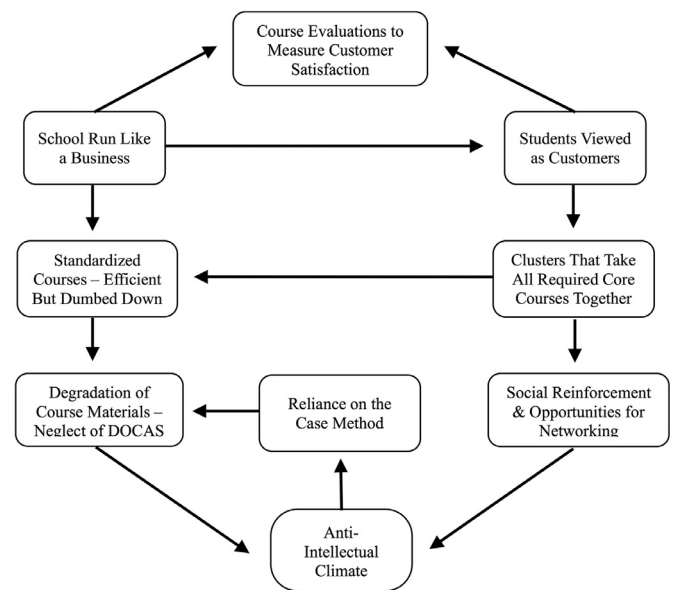 Course Evaluations to
Measure Customer
Satisfaction
School Run Like
a Business
Students Viewed
as Customers
Standardized
Courses – Efficient
But Dumbed Down
Clusters That Take
All Required Core
Courses Together
Degradation of
Course Materials –
Neglect of DOCAS
Reliance on the
Case Method
Social Reinforcement
& Opportunities for
Networking
Anti-
Intellectual
Climate